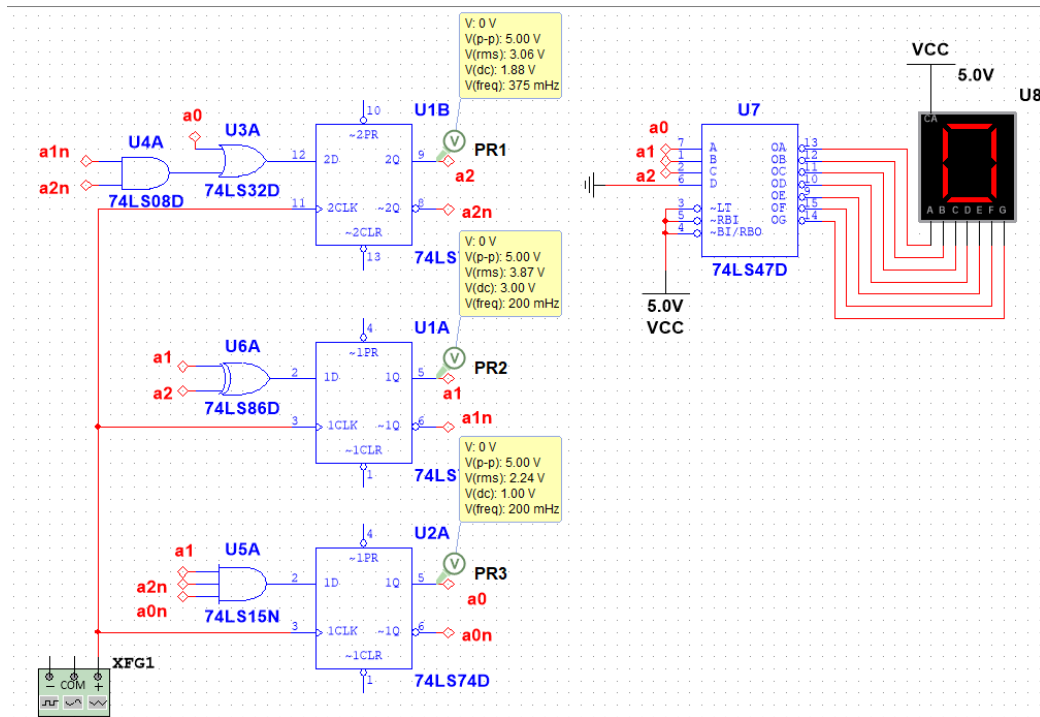 V: 0 V
V(p-p): 5.00 V
V(rms): 3.06 V
V(dc): 1.88 V
V(freq): 375 mHz
VCC
5.0V
U8
CA
A B C D E F G
U7
a0
a1
a2
7 A OA 13
1 B OB 12
2 C OC 11
6 D OD 10
OE 9
3 ~LT OF 15
5 ~RBI OG 14
4 ~BI/RBO
74LS47D
5.0V
VCC
a0
U3A
U4A
a1n
a2n
74LS08D
74LS32D
10
U1B
~2PR
12 2D 2Q 9
PR1
a2
11 2CLK ~2Q 8
a2n
~2CLR
13
74LS
V: 0 V
V(p-p): 5.00 V
V(rms): 3.87 V
V(dc): 3.00 V
V(freq): 200 mHz
4
U1A
~1PR
U6A
a1
a2
74LS86D
2 1D 1Q 5
PR2
a1
3 1CLK ~1Q 6
a1n
~1CLR
1
74LS
V: 0 V
V(p-p): 5.00 V
V(rms): 2.24 V
V(dc): 1.00 V
V(freq): 200 mHz
4
U2A
~1PR
U5A
a1
a2n
a0n
74LS15N
2 1D 1Q 5
PR3
a0
3 1CLK ~1Q 6
a0n
~1CLR
1
74LS74D
XFG1
COM